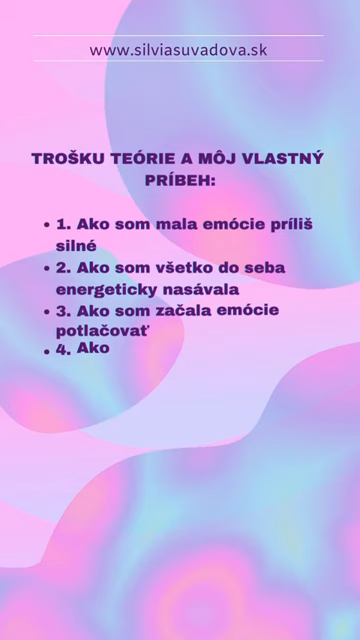 www.silviasuvadova.sk
TROŠKU TEÓRIE A MÔJ VLASTNÝ
PRÍBEH:
• 1. Ako som mala emócie príliš
silné
• 2. Ako som všetko do seba
energeticky nasávala
• 3. Ako som začala emócie
potlačovať
• 4. Ako